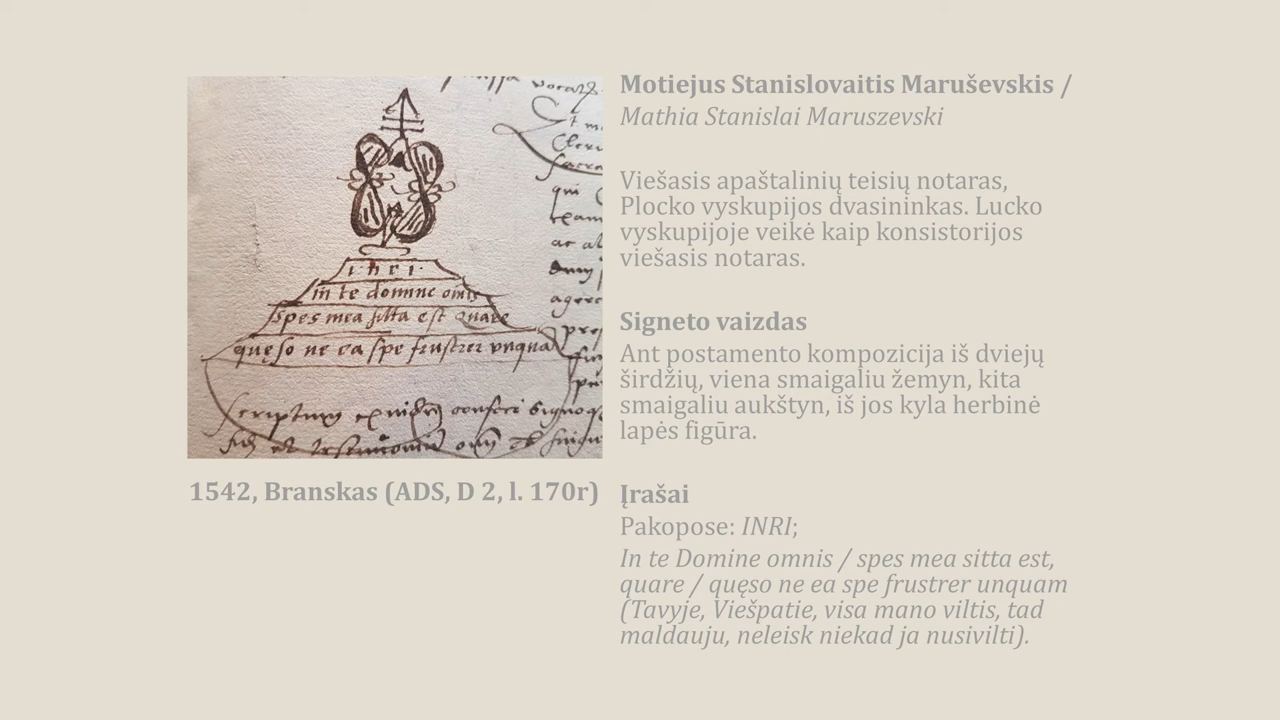 Motiejus Stanislovaitis Maruševskis /
Mathia Stanislai Maruszevski
Viešasis apaštalinių teisių notaras,
Plocko vyskupijos dvasininkas. Lucko
vyskupijoje veikė kaip konsistorijos
viešasis notaras.
Signeto vaizdas
Ant postamento kompozicija iš dviejų
širdžių, viena smaigaliu žemyn, kita
smaigaliu aukštyn, iš jos kyla herbinė
lapės figūra.
Įrašai
Pakopose: INRI;
In te Domine omnis / spes mea sitta est,
quare / quęso ne ea spe frustrer unquam
(Tavyje, Viešpatie, visa mano viltis, tad
maldauju, neleisk niekad ja nusivilti).
inri
in te domine omis
spes mea sitta est quare
quęso ne ea spe frustrer unqua
1542, Branskas (ADS, D 2, l. 170r)